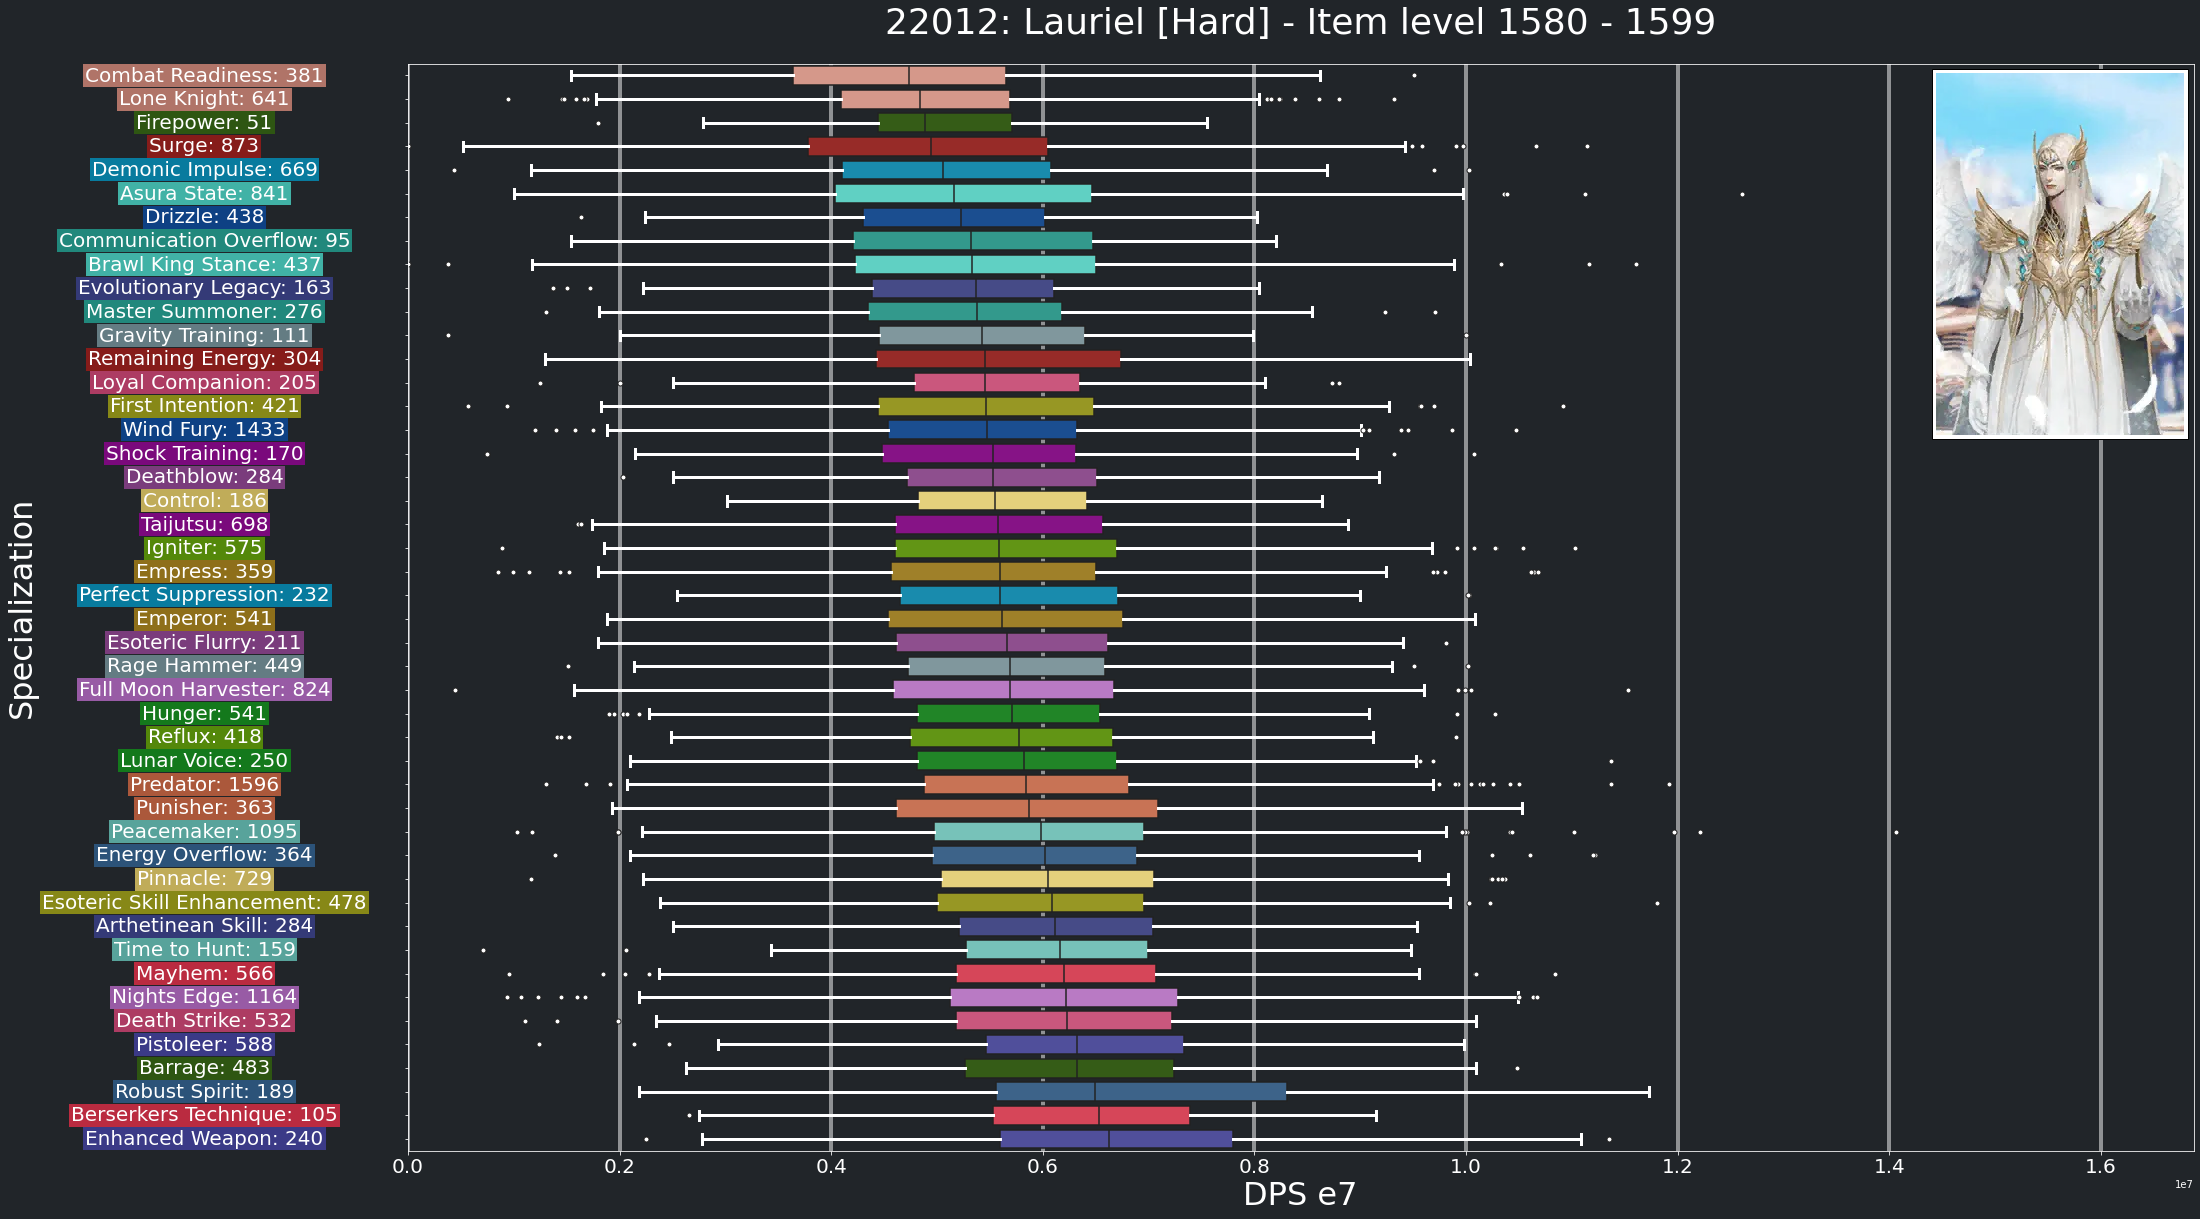 22012: Lauriel [Hard] - Item level 1580 - 1599
Specialization
Combat Readiness: 381
Lone Knight: 641
Firepower: 51
Surge: 873
Demonic Impulse: 669
Asura State: 841
Drizzle: 438
Communication Overflow: 95
Brawl King Stance: 437
Evolutionary Legacy: 163
Master Summoner: 276
Gravity Training: 111
Remaining Energy: 304
Loyal Companion: 205
First Intention: 421
Wind Fury: 1433
Shock Training: 170
Deathblow: 284
Control: 186
Taijutsu: 698
Igniter: 575
Empress: 359
Perfect Suppression: 232
Emperor: 541
Esoteric Flurry: 211
Rage Hammer: 449
Full Moon Harvester: 824
Hunger: 541
Reflux: 418
Lunar Voice: 250
Predator: 1596
Punisher: 363
Peacemaker: 1095
Energy Overflow: 364
Pinnacle: 729
Esoteric Skill Enhancement: 478
Arthetinean Skill: 284
Time to Hunt: 159
Mayhem: 566
Nights Edge: 1164
Death Strike: 532
Pistoleer: 588
Barrage: 483
Robust Spirit: 189
Berserkers Technique: 105
Enhanced Weapon: 240
0.0 0.2 0.4 0.6 0.8 1.0 1.2 1.4 1.6
1e7
DPS e7